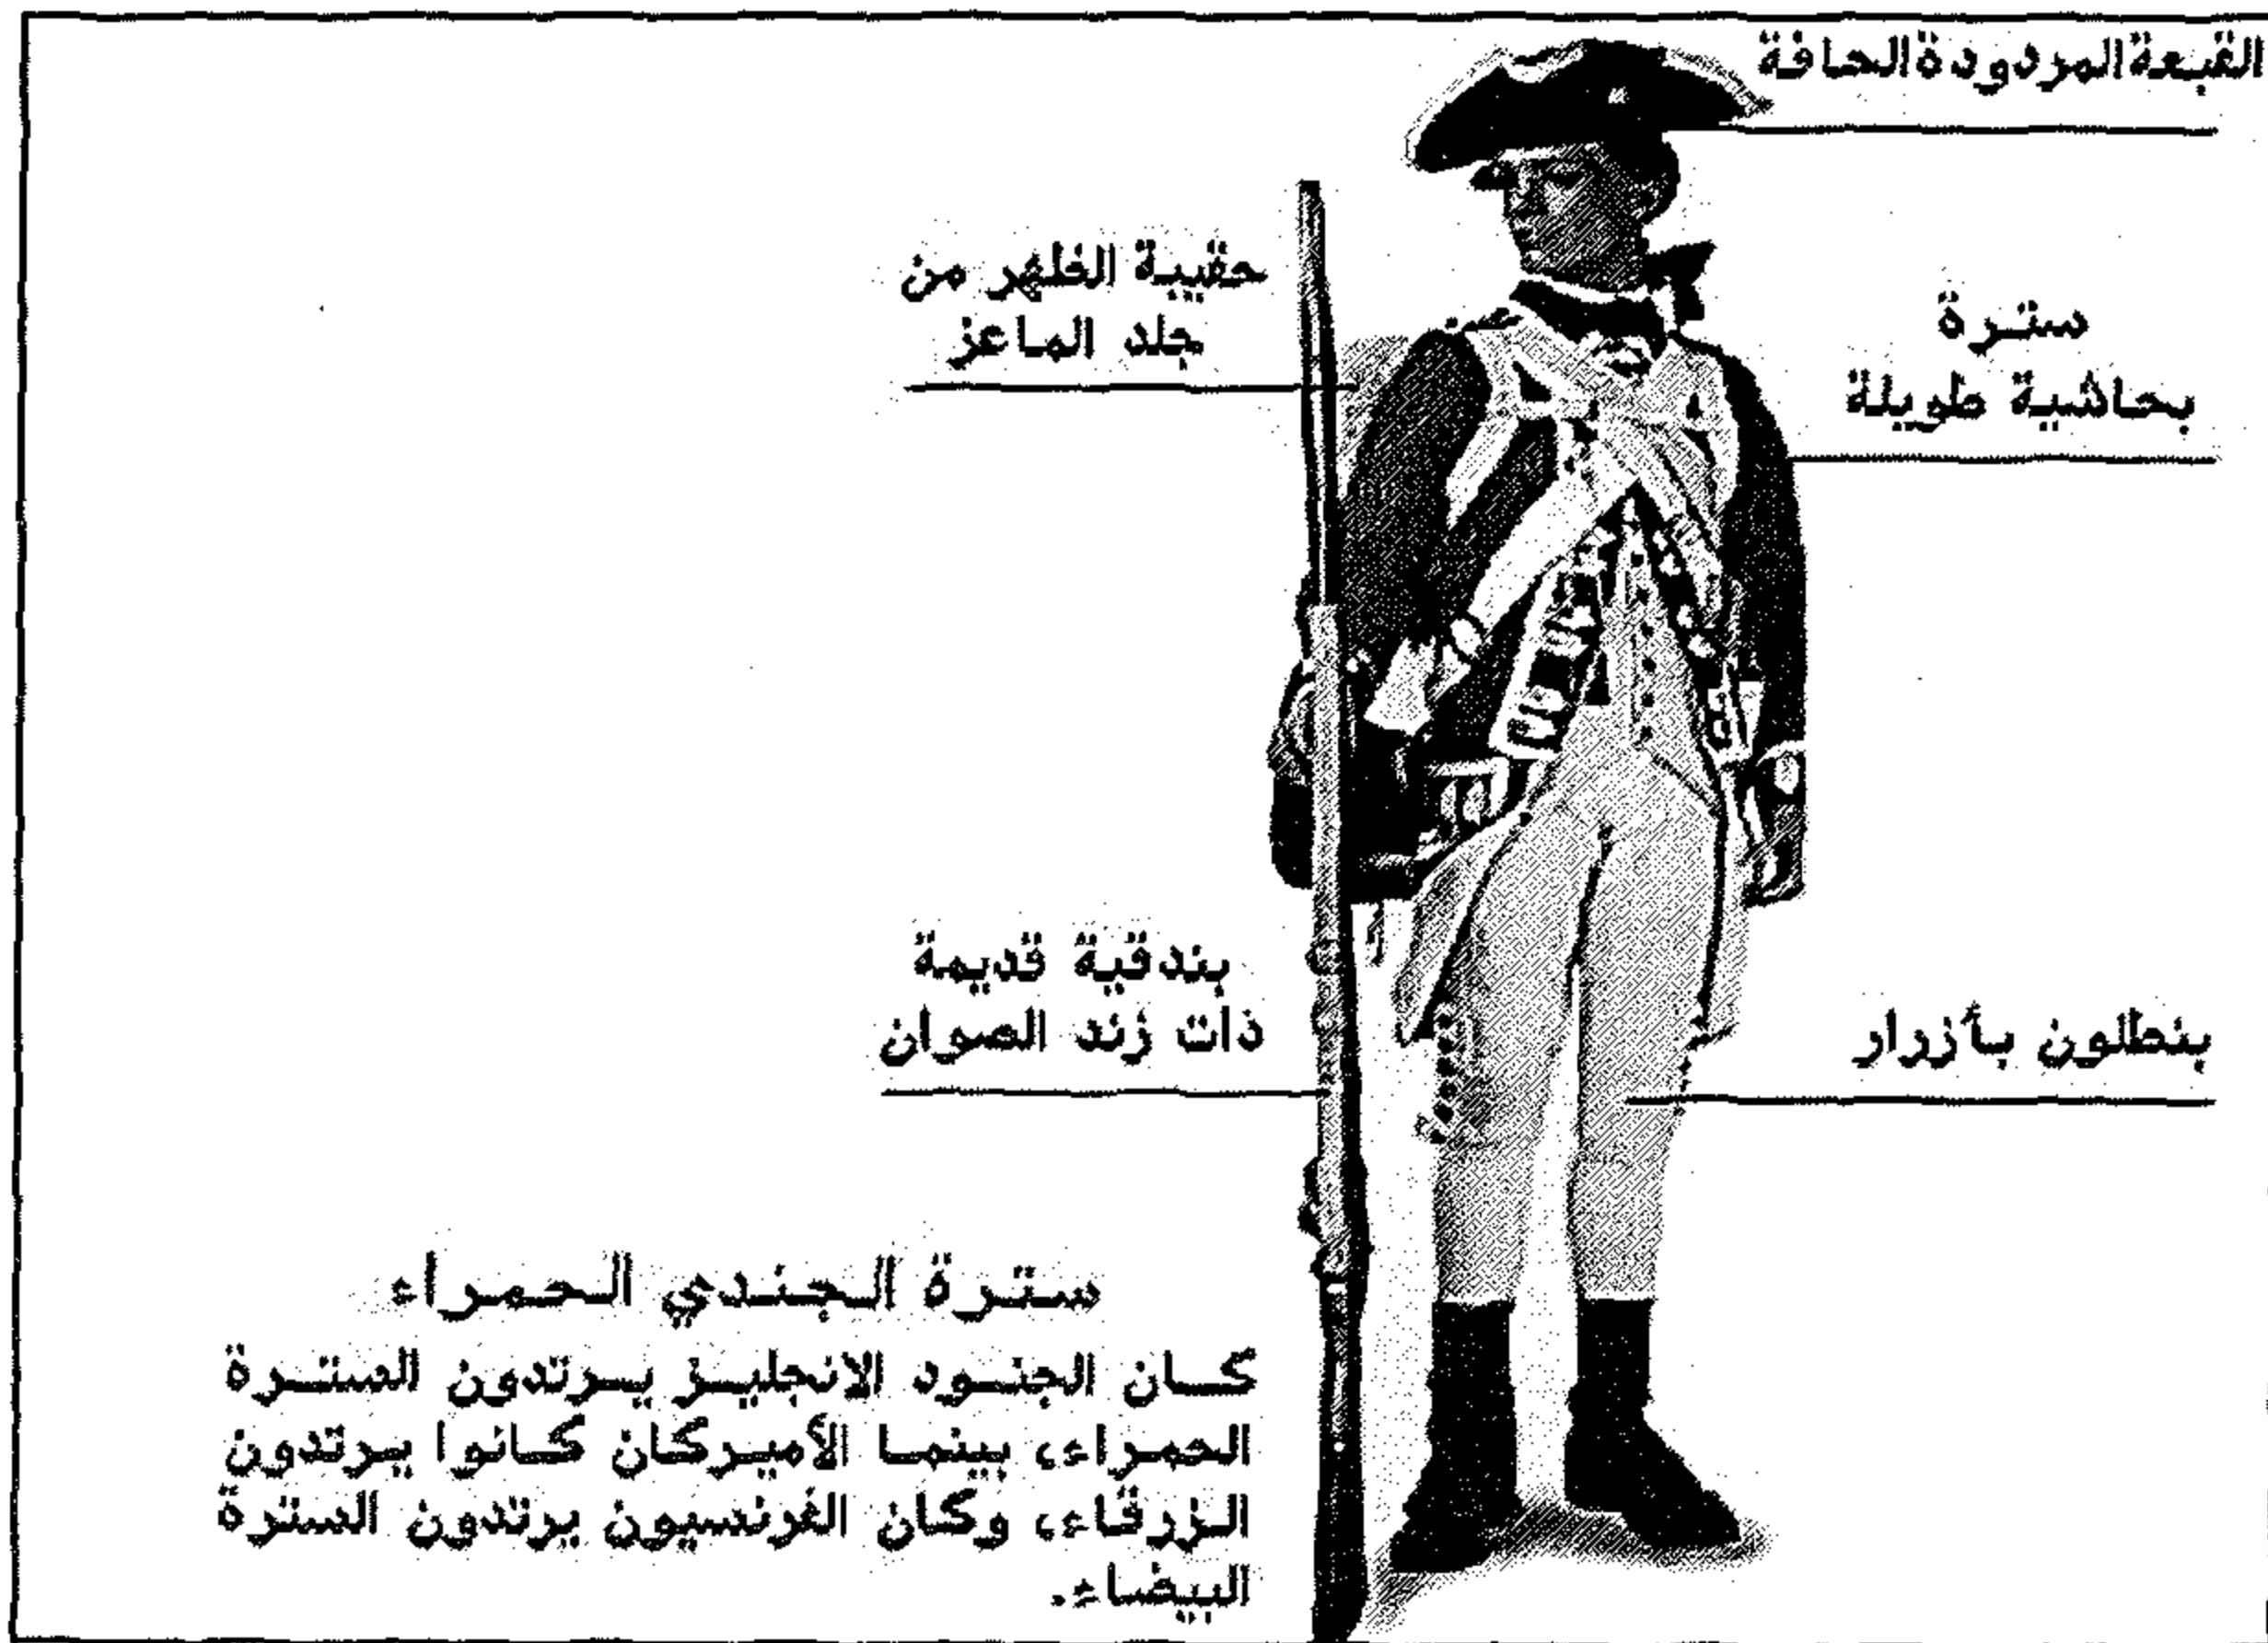 القبعة المردودة الحافة
حقيبة الظهر من
جلد الماعز
سترة
بحاشية طويلة
بندقية قديمة
ذات زند الصوان
بنطلون بأزرار
سترة الجندي الحمراء
كان الجنود الانجليز يرتدون السترة
الحمراء، بينما الأميركان كانوا يرتدون
الزرقاء، وكان الفرنسيون يرتدون السترة
البيضاء.